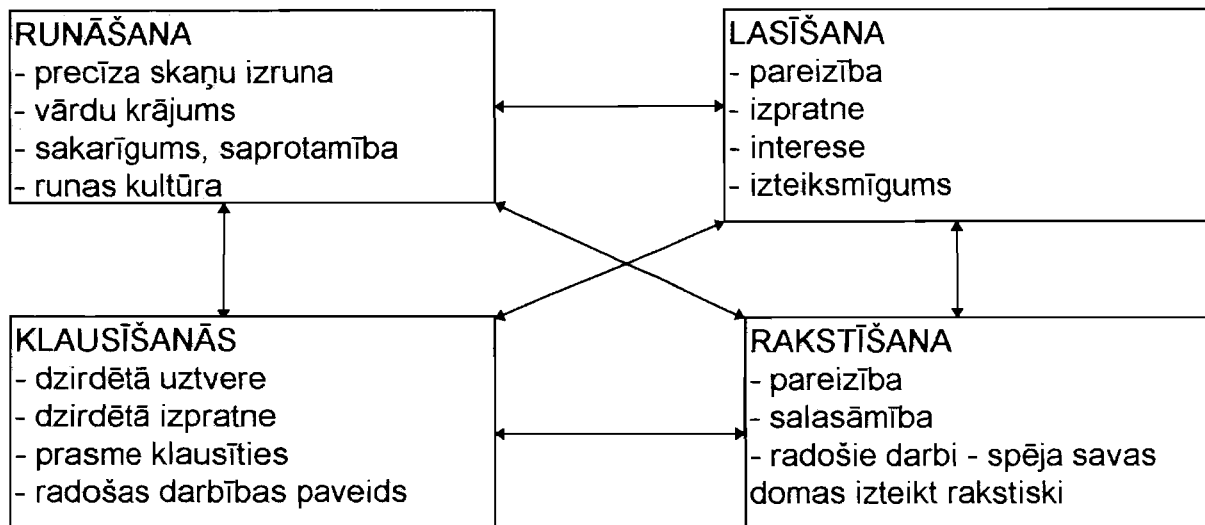 RUNĀŠANA
- precīza skaņu izruna
- vārdu krājums
- sakarīgums, saprotamība
- runas kultūra
LASĪŠANA
- pareizība
- izpratne
- interese
- izteiksmīgums
KLAUSĪŠANĀS
- dzirdētā uztvere
- dzirdētā izpratne
- prasme klausīties
- radošas darbības paveids
RAKSTĪŠANA
- pareizība
- salasāmība
- radošie darbi - spēja savas
domas izteikt rakstiski